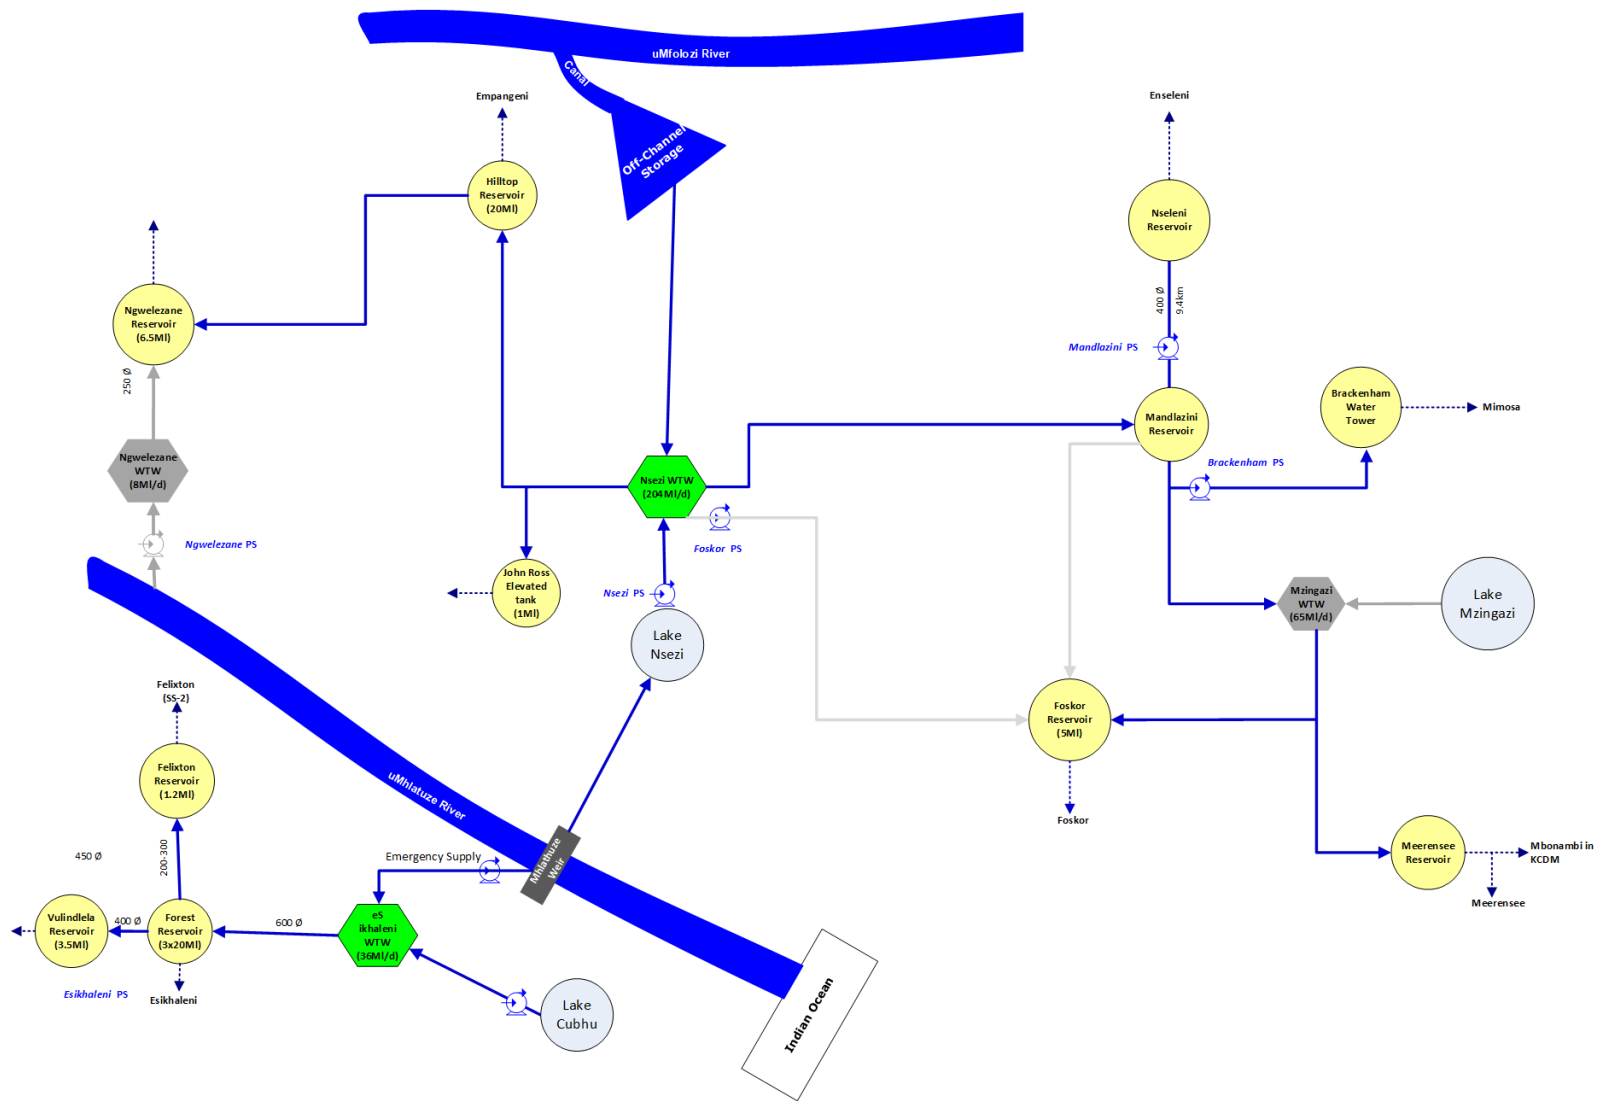 uMfolozi River
Canal
Off-Channel
Storage
Empangeni
Enseleni
Hilltop
Reservoir
(20Ml)
Nseleni
Reservoir
400 Ø
9.4km
Ngwelezane
Reservoir
(6.5Ml)
Mandlazini PS
250 Ø
Brackenham
Water
Tower
Mimosa
Mandlazini
Reservoir
Ngwelezane
WTW
(8Ml/d)
Nsezi WTW
(204Ml/d)
Brackenham PS
Ngwelezane PS
Foskor PS
John Ross
Elevated
tank
(1Ml)
Nsezi PS
Mzingazi
WTW
(65Ml/d)
Lake
Mzingazi
Lake
Nsezi
Felixton
(SS-2)
Foskor
Reservoir
(5Ml)
Felixton
Reservoir
(1.2Ml)
uMhlatuze River
Foskor
450 Ø
200-300
Emergency Supply
Mhlathuze
Weir
Meerensee
Reservoir
Mbonambi in
KCDM
Meerensee
Vulindlela
Reservoir
(3.5Ml)
400 Ø
Forest
Reservoir
(3x20Ml)
600 Ø
eS
ikhaleni
WTW
(36Ml/d)
Esikhaleni PS
Esikhaleni
Lake
Cubhu
Indian Ocean